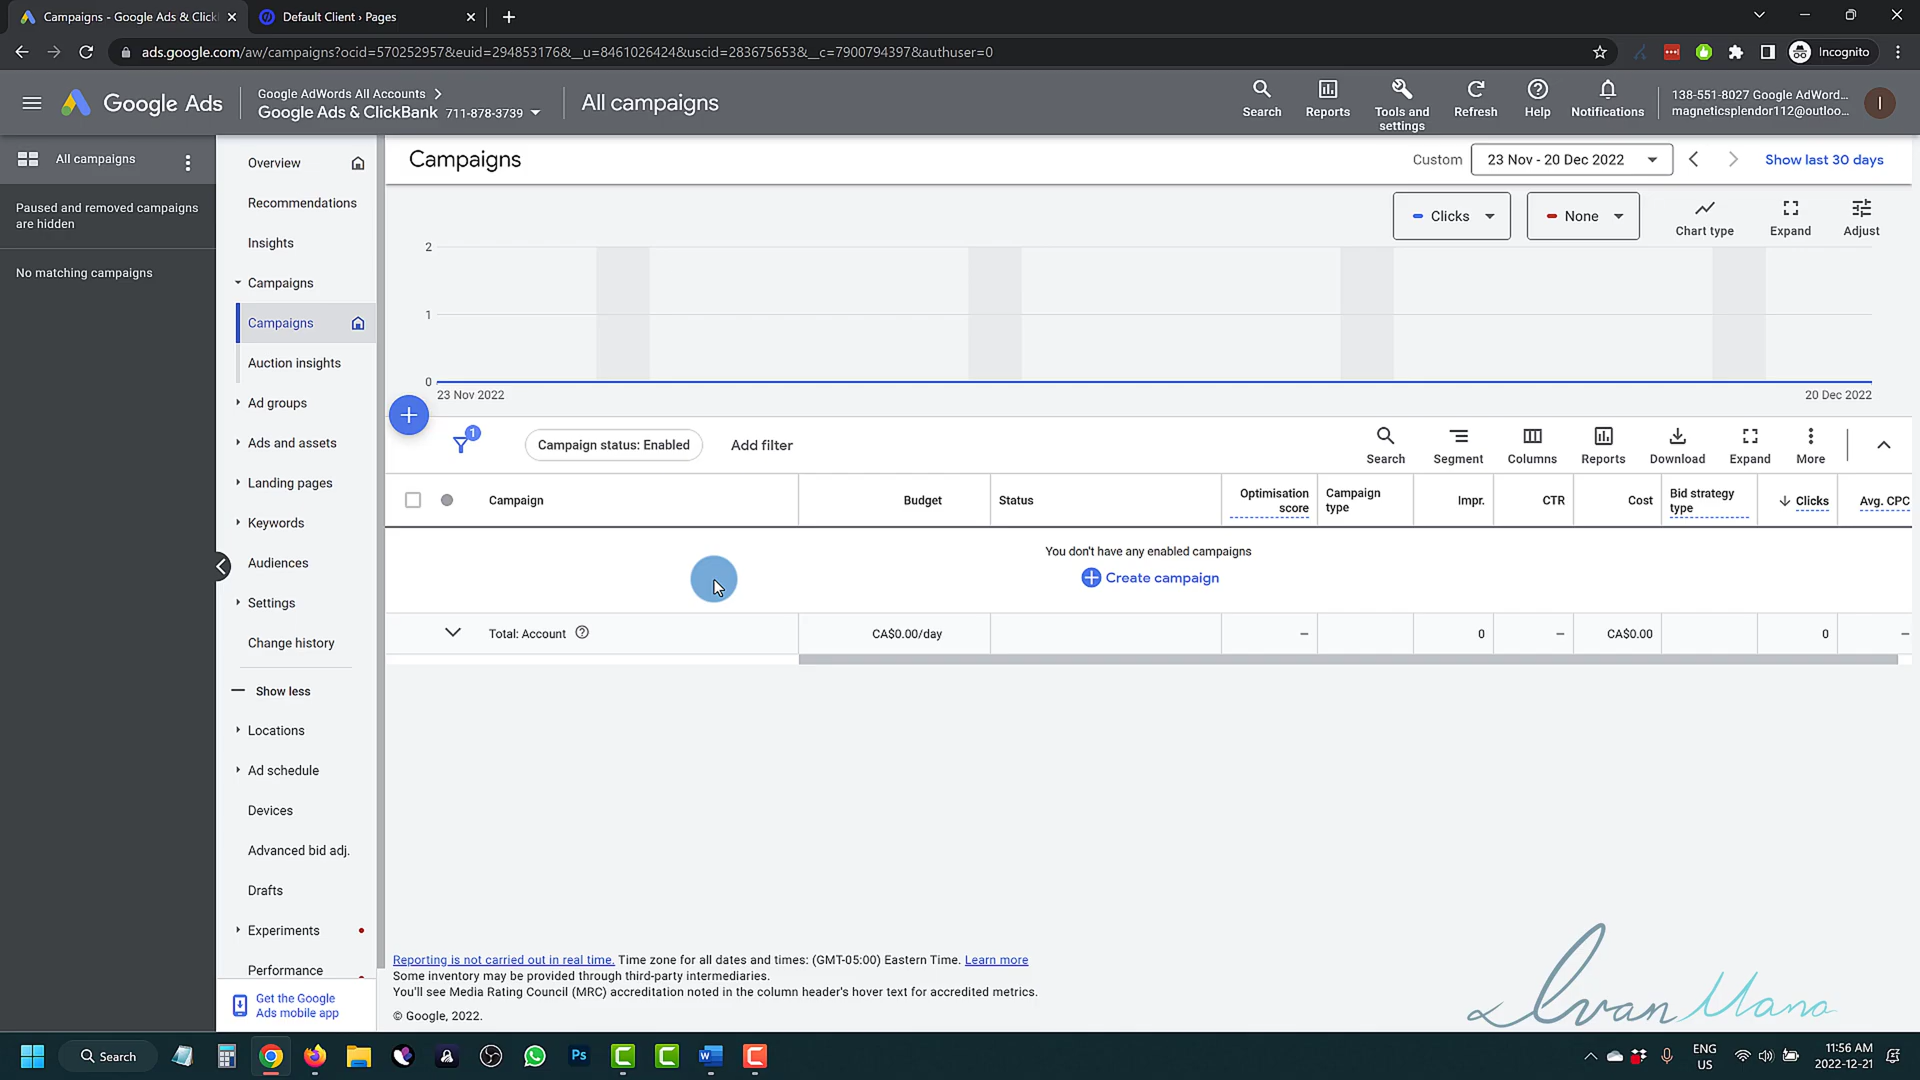 Campaigns - Google Ads & Click
Default Client › Pages
ads.google.com/aw/campaigns?ocid=570252957&euid=294853176&__u=8461026424&uscid=283675653&__c=7900794397&authuser=0
Incognito
Google Ads
Google AdWords All Accounts
Google Ads & ClickBank 711-878-3739
All campaigns
Search
Reports
Tools and settings
Refresh
Help
Notifications
138-551-8027 Google AdWord...
magneticsplendor112@outloo...
I
All campaigns
Paused and removed campaigns
are hidden
No matching campaigns
Overview
Recommendations
Insights
Campaigns
Campaigns
Auction insights
Ad groups
Ads and assets
Landing pages
Keywords
Audiences
Settings
Change history
Show less
Locations
Ad schedule
Devices
Advanced bid adj.
Drafts
Experiments
Performance
Get the Google
Ads mobile app
Campaigns
Custom 23 Nov - 20 Dec 2022 Show last 30 days
Clicks None Chart type Expand Adjust
2
1
0
23 Nov 2022 20 Dec 2022
1
Campaign status: Enabled Add filter
Search Segment Columns Reports Download Expand More
Campaign Budget Status Optimisation score Campaign type Impr. CTR Cost Bid strategy type Clicks Avg. CPC
You don't have any enabled campaigns
Create campaign
Total: Account CA$0.00/day – 0 – CA$0.00 0 –
Reporting is not carried out in real time. Time zone for all dates and times: (GMT-05:00) Eastern Time. Learn more
Some inventory may be provided through third-party intermediaries.
You'll see Media Rating Council (MRC) accreditation noted in the column header's hover text for accredited metrics.
© Google, 2022.
Ivan Mana
Search
Ps
ENG
US
11:56 AM
2022-12-21